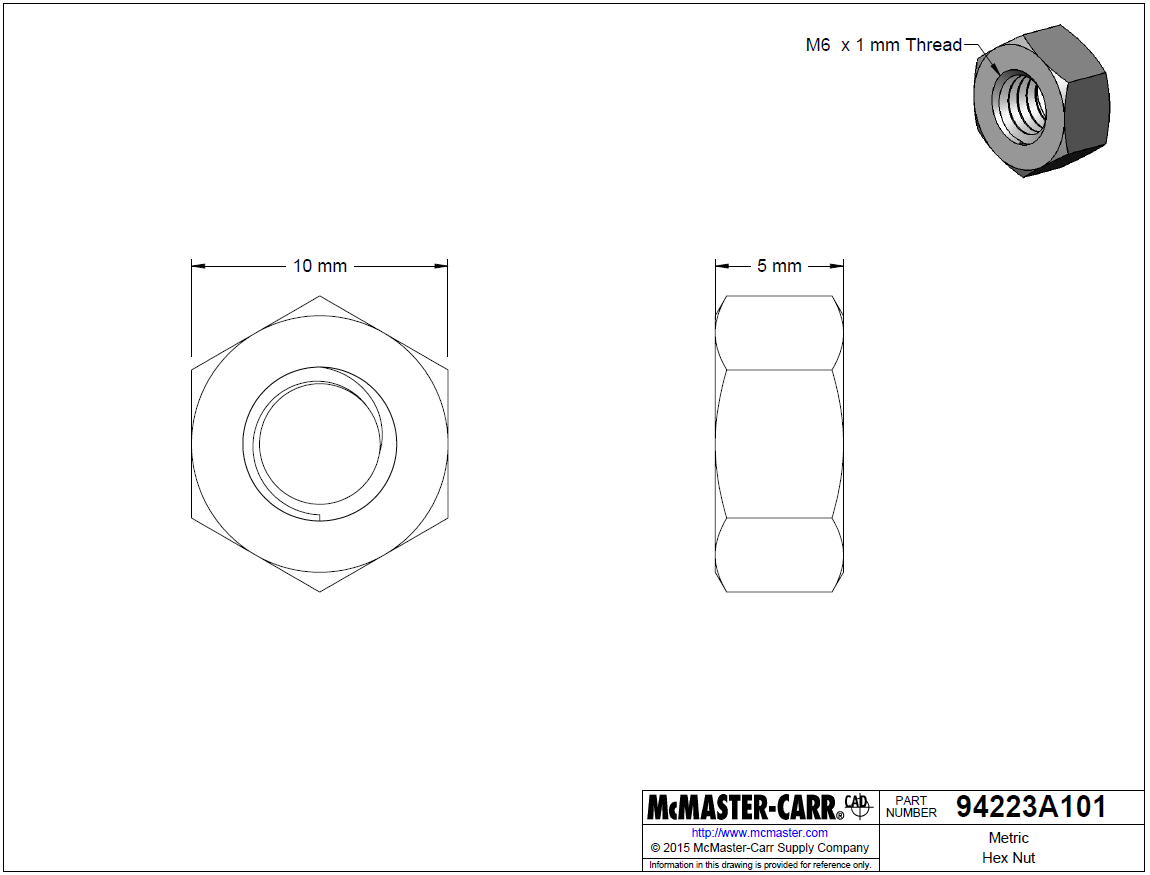 M6 x 1 mm Thread
10 mm
5 mm
McMASTER-CARR® CAD
PART NUMBER
94223A101
http://www.mcmaster.com
© 2015 McMaster-Carr Supply Company
Information in this drawing is provided for reference only.
Metric
Hex Nut